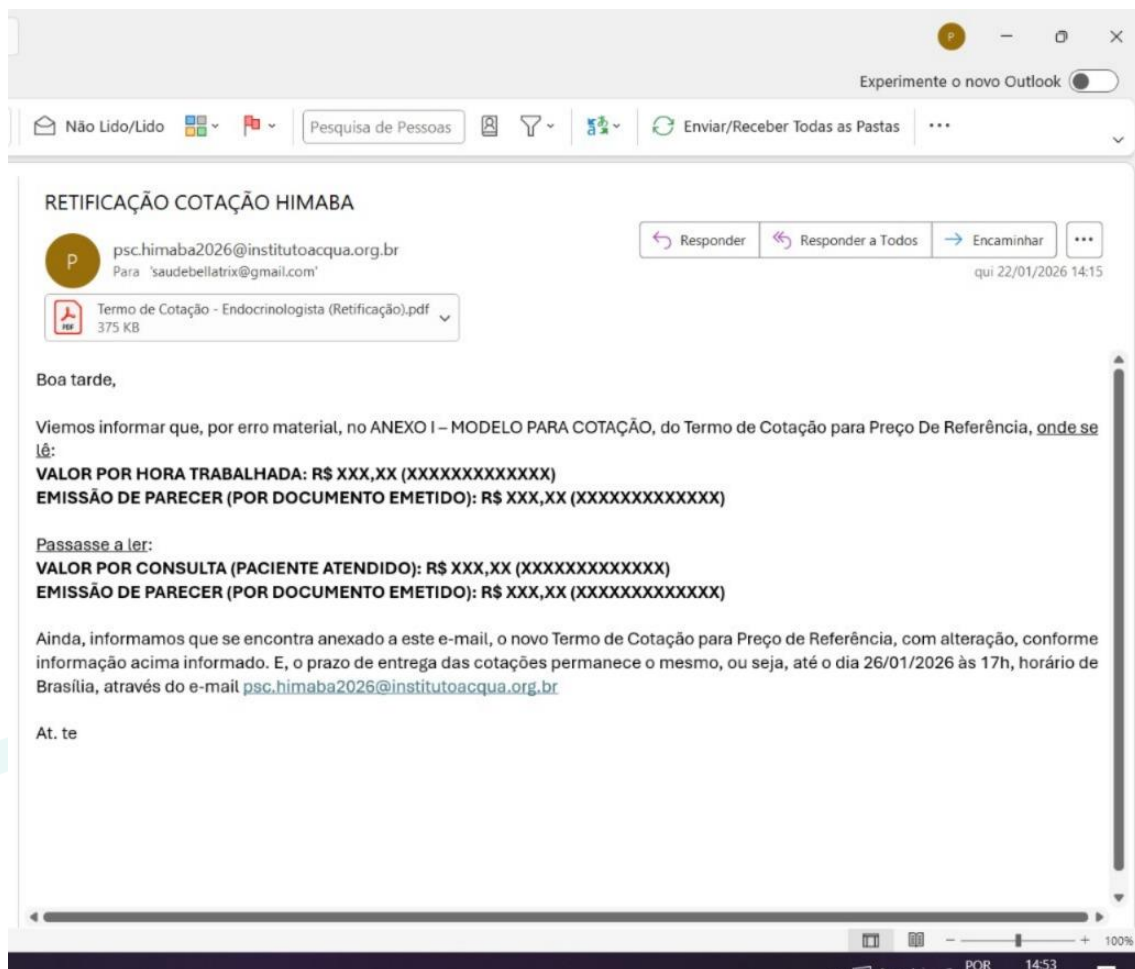 P
Experimente o novo Outlook
Não Lido/Lido
Pesquisa de Pessoas
Enviar/Receber Todas as Pastas
RETIFICAÇÃO COTAÇÃO HIMABA
P
psc.himaba2026@institutoacqua.org.br
Para 'saudebellatrix@gmail.com'
Responder
Responder a Todos
Encaminhar
qui 22/01/2026 14:15
PDF
Termo de Cotação - Endocrinologista (Retificação).pdf
375 KB
Boa tarde,
Viemos informar que, por erro material, no ANEXO I – MODELO PARA COTAÇÃO, do Termo de Cotação para Preço De Referência, onde se
lê:
VALOR POR HORA TRABALHADA: R$ XXX,XX (XXXXXXXXXXXXX)
EMISSÃO DE PARECER (POR DOCUMENTO EMETIDO): R$ XXX,XX (XXXXXXXXXXXXX)
Passasse a ler:
VALOR POR CONSULTA (PACIENTE ATENDIDO): R$ XXX,XX (XXXXXXXXXXXXX)
EMISSÃO DE PARECER (POR DOCUMENTO EMETIDO): R$ XXX,XX (XXXXXXXXXXXXX)
Ainda, informamos que se encontra anexado a este e-mail, o novo Termo de Cotação para Preço de Referência, com alteração, conforme
informação acima informado. E, o prazo de entrega das cotações permanece o mesmo, ou seja, até o dia 26/01/2026 às 17h, horário de
Brasília, através do e-mail psc.himaba2026@institutoacqua.org.br
At. te
100%
POR
14:53